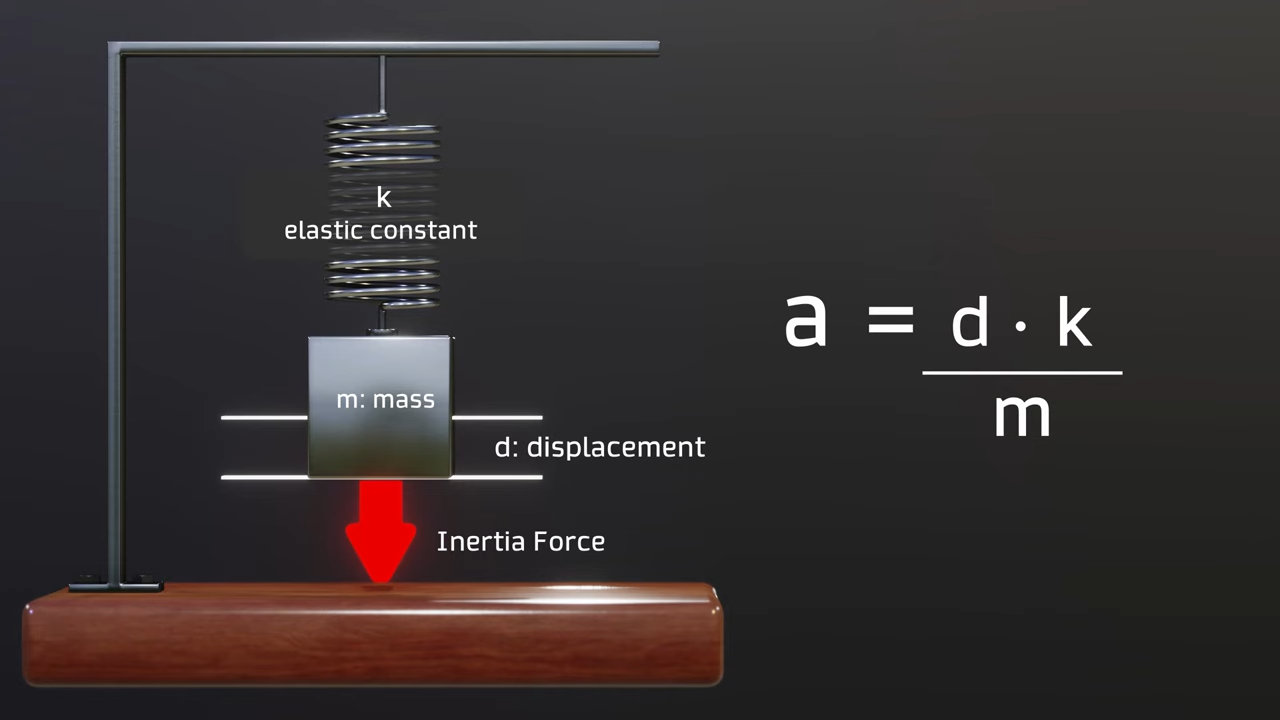 k
elastic constant
m: mass
d: displacement
Inertia Force
a = d · k
m